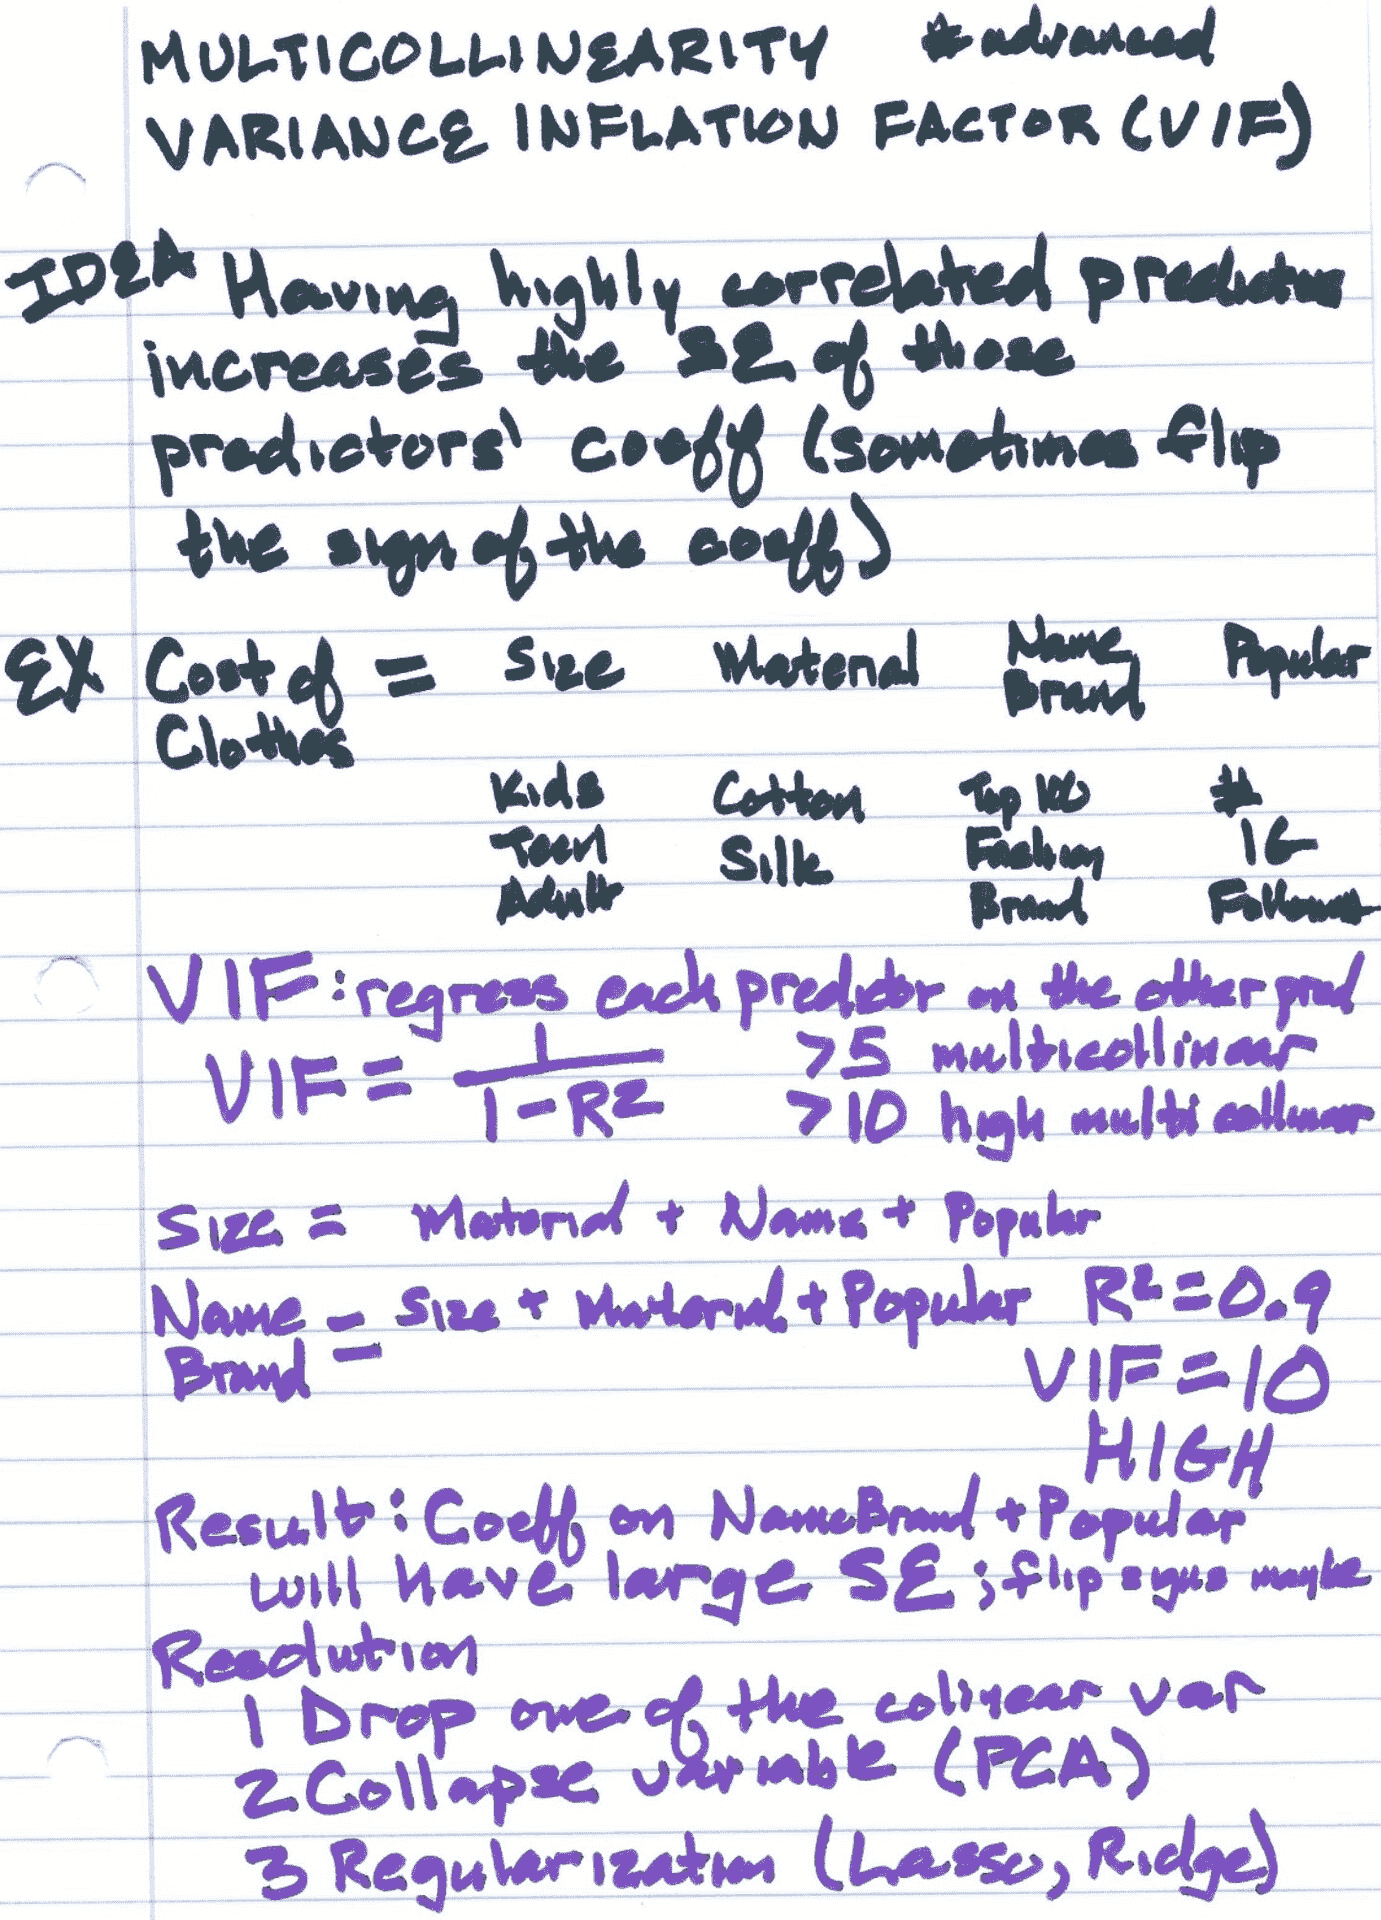 MULTICOLLINEARITY #advanced
VARIANCE INFLATION FACTOR (VIF)
IDEA Having highly correlated predictors
increases the SE of those
predictors' coeff (sometimes flip
the sign of the coeff)
EX Cost of = Size Material Name Popular
Clothes Brand
Kids Cotton Top 100 #
Teen Silk Fashion IG
Adult Brand Followers
VIF: regress each predictor on the other pred
VIF = 1 >5 multicollinear
1-R2 >10 high multicollinear
Size = Material + Name + Popular
Name = Size + Material + Popular R2=0.9
Brand VIF=10
HIGH
Result: Coeff on NameBrand + Popular
will have large SE; flip signs maybe
Resolution
1 Drop one of the colinear var
2 Collapse variable (PCA)
3 Regularization (Lasso, Ridge)